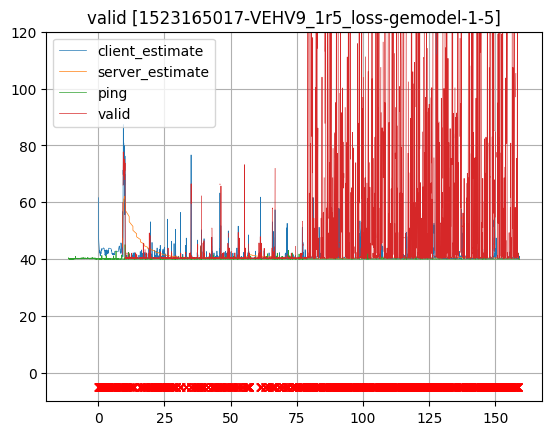 valid [1523165017-VEHV9_1r5_loss-gemodel-1-5]
client_estimate
server_estimate
ping
valid
120
100
80
60
40
20
0
0
25
50
75
100
125
150